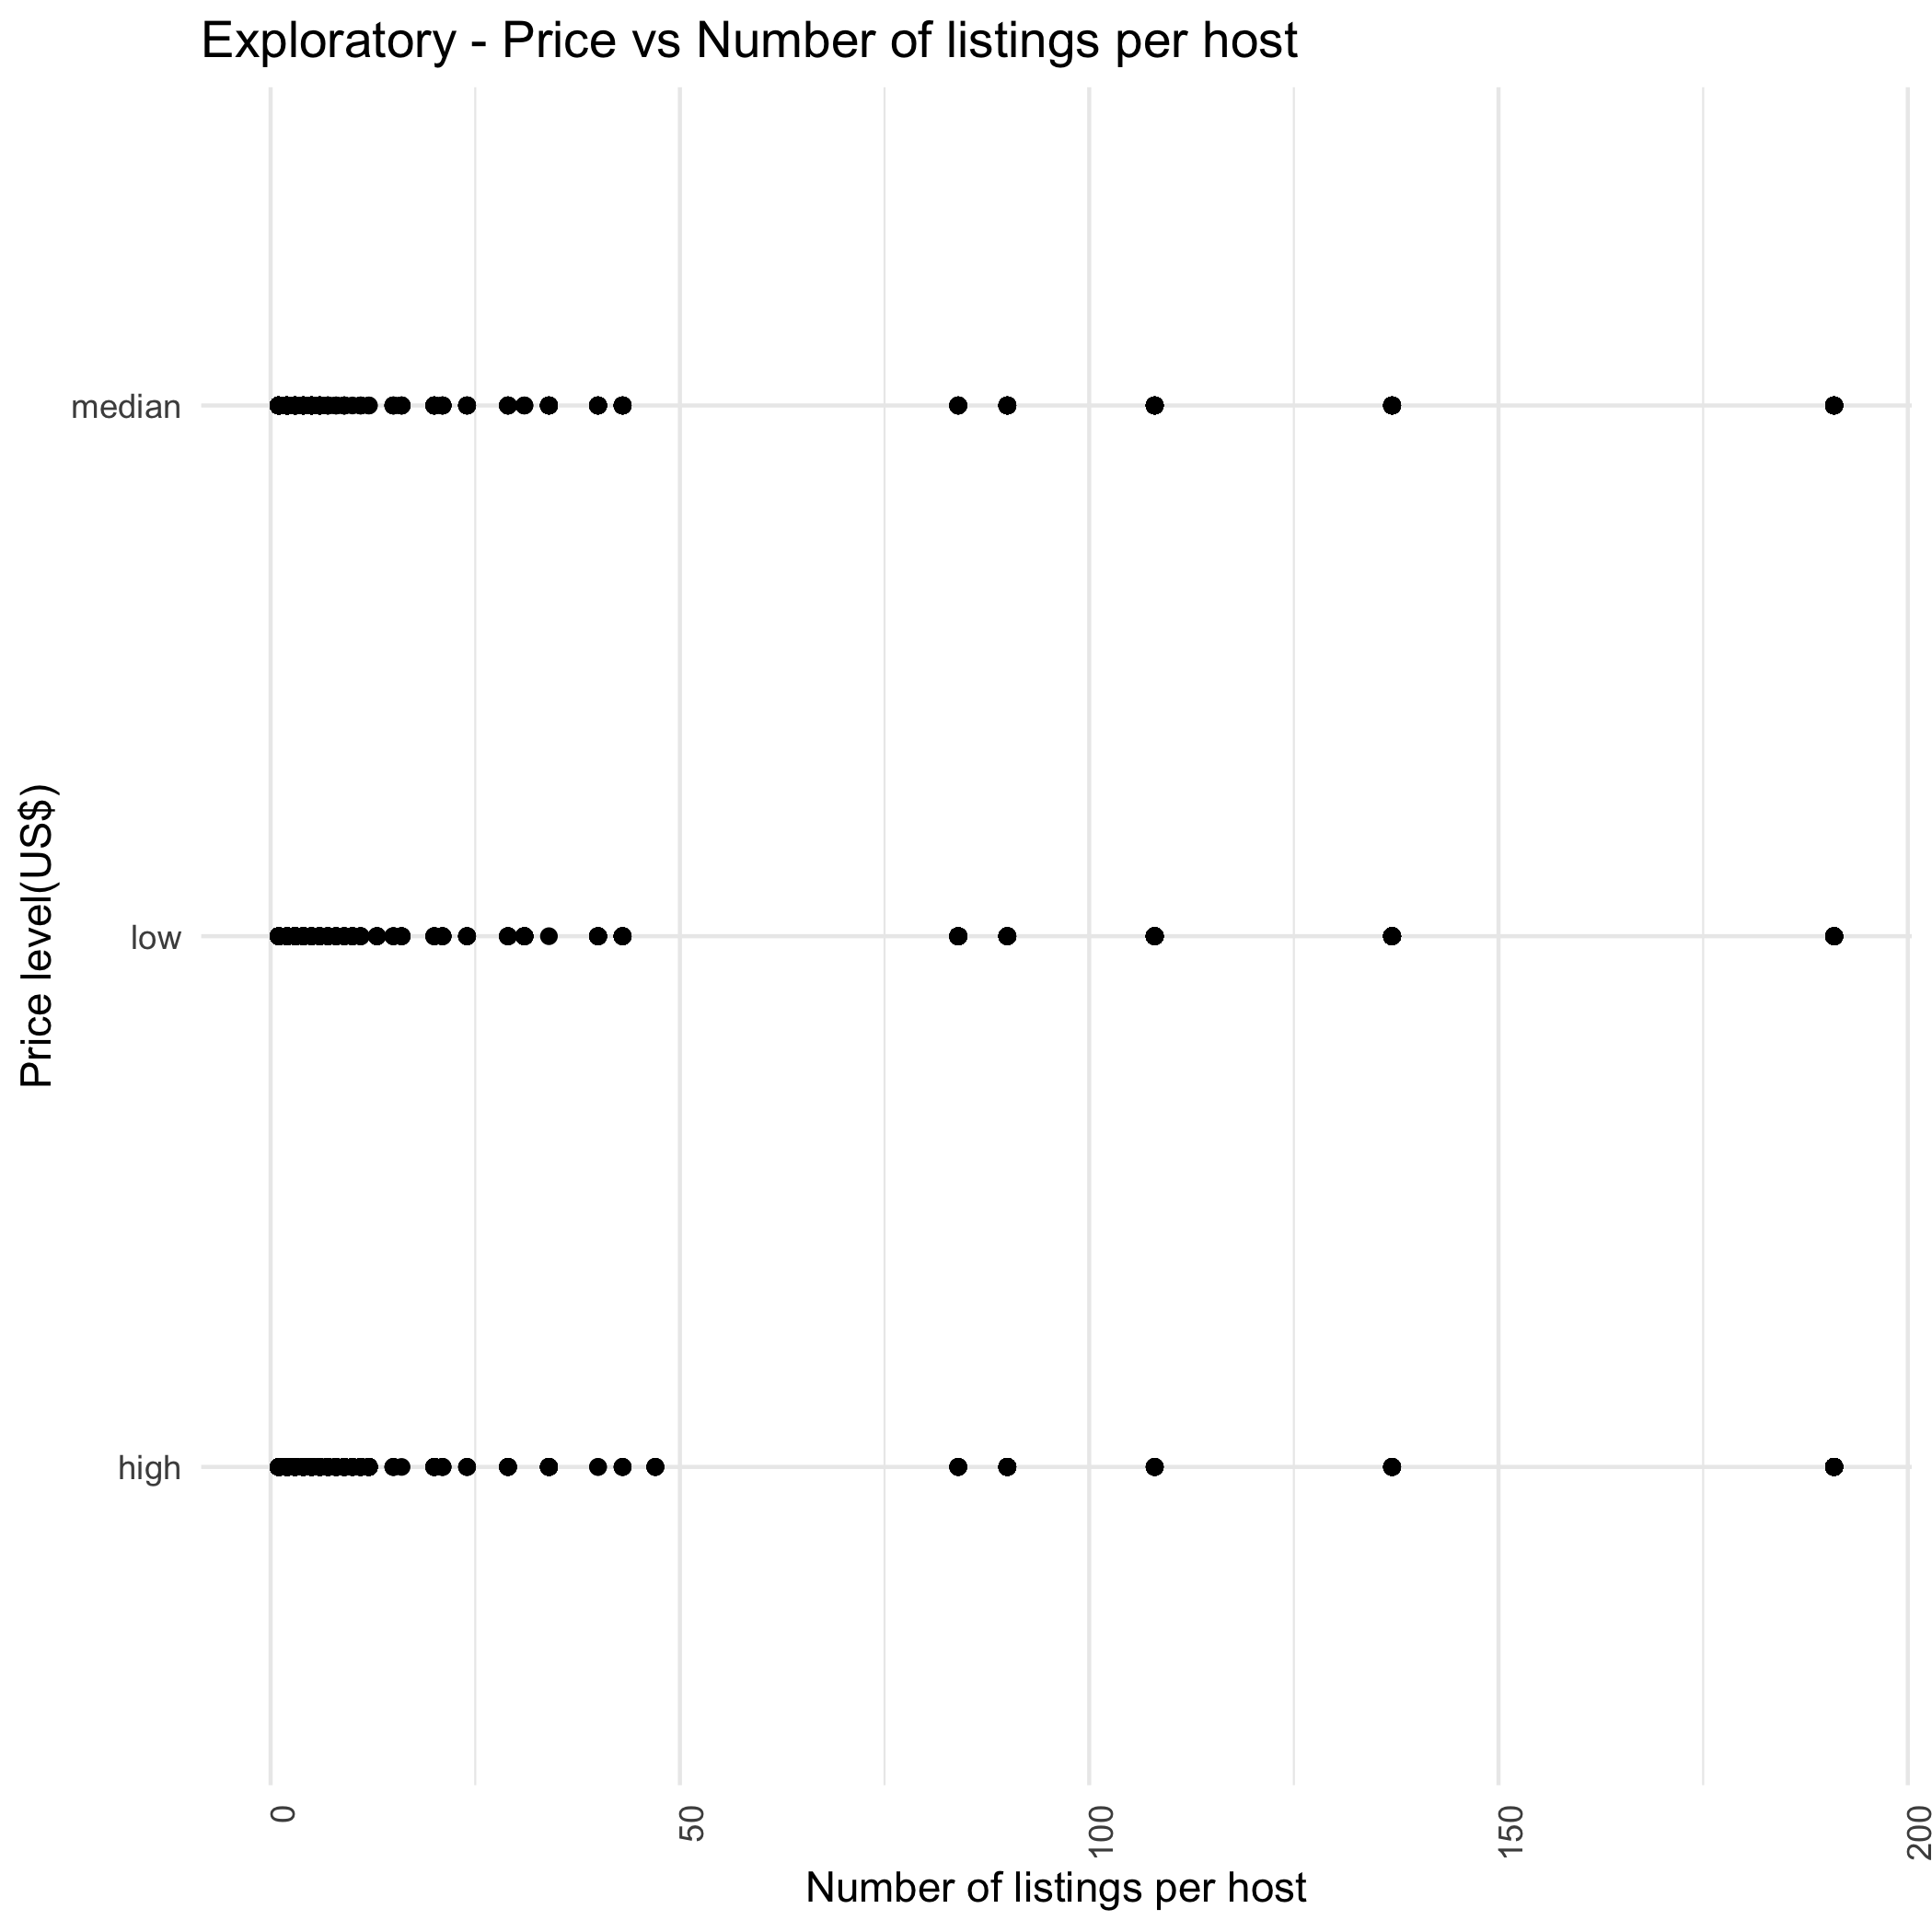 Exploratory - Price vs Number of listings per host
Price level(US$)
median
low
high
0
50
100
150
200
Number of listings per host